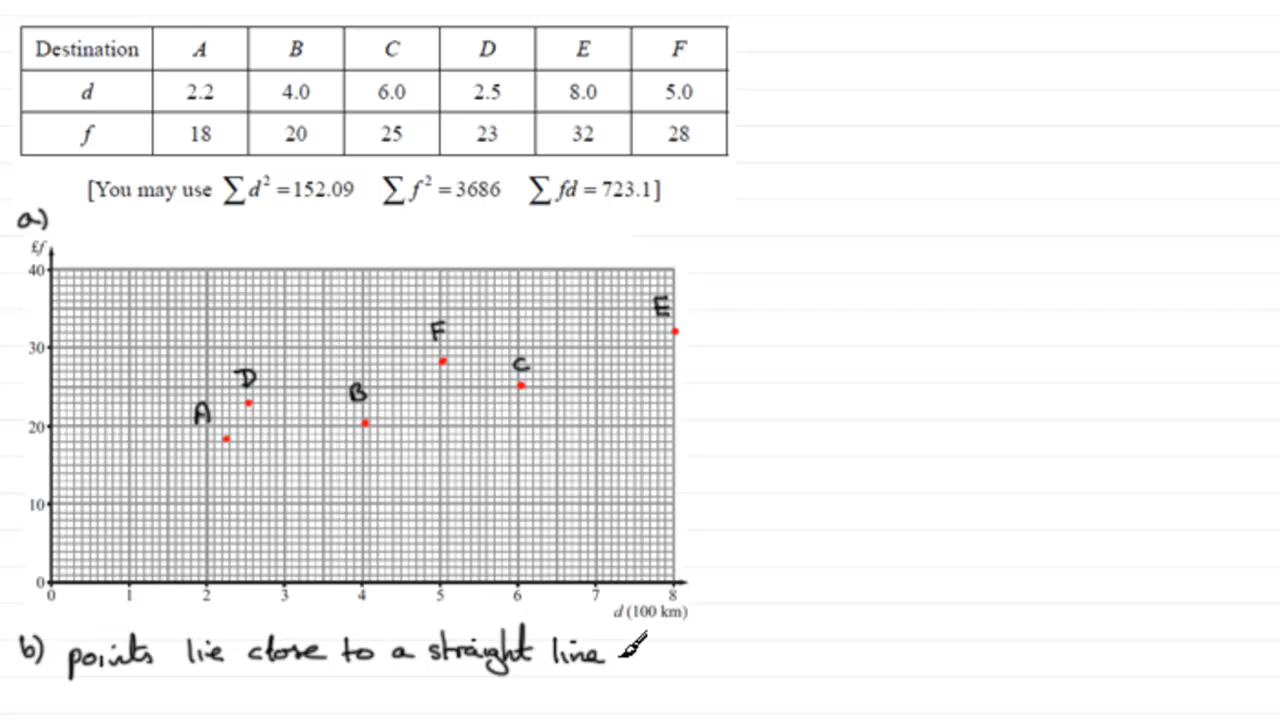 Destination A B C D E F
d 2.2 4.0 6.0 2.5 8.0 5.0
f 18 20 25 23 32 28
[You may use ∑d² = 152.09 ∑f² = 3686 ∑fd = 723.1]
a)
£f
40
E
30
F
C
D
B
A
20
10
0
0 1 2 3 4 5 6 7 8
d (100 km)
b) points lie close to a straight line